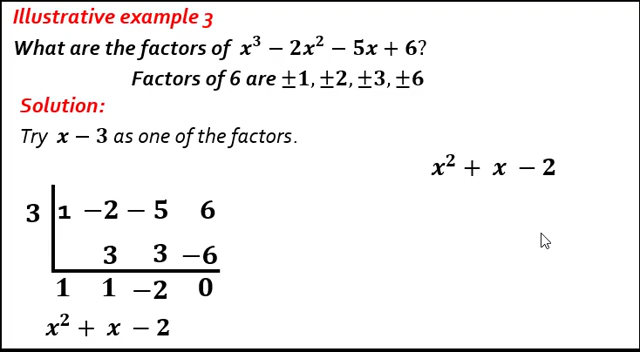 Illustrative example 3
What are the factors of x³ − 2x² − 5x + 6?
Factors of 6 are ±1, ±2, ±3, ±6
Solution:
Try x − 3 as one of the factors.
x² + x − 2
3 1 −2 − 5 6
3 3 −6
1 1 −2 0
x² + x − 2